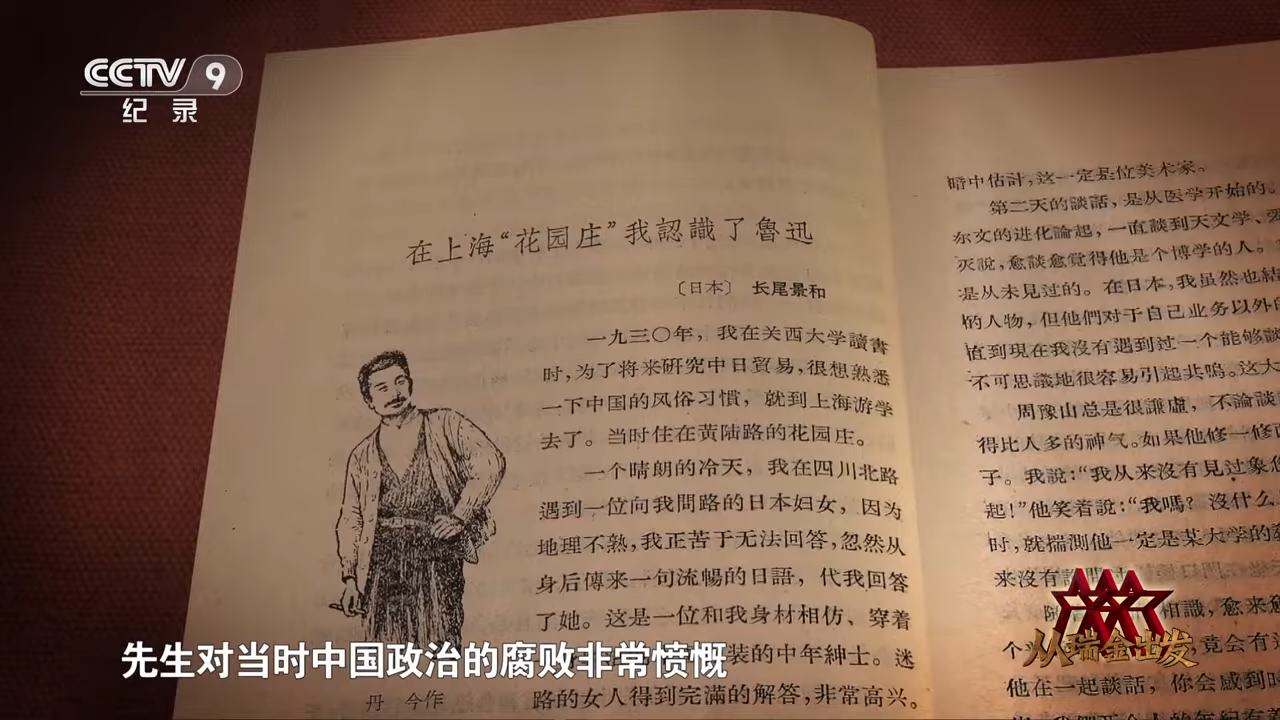 CCTV 9
纪录
在上海“花园庄”我認識了魯迅
〔日本〕 长尾景和
一九三〇年，我在关西大学讀書
时，为了将来研究中日貿易，很想熟悉
一下中国的风俗习慣，就到上海游学
去了。当时住在黄陆路的花园庄。
一个晴朗的冷天，我在四川北路
遇到一位向我問路的日本妇女，因为
地理不熟，我正苦于无法回答，忽然从
身后傳来一句流暢的日語，代我回答
了她。这是一位和我身材相仿、穿着
装的中年紳士。迷
路的女人得到完滿的解答，非常高兴。
丹 今作
暗中估計，这一定是位美术家。
第二天的談話，是从医学开始的。
尔文的进化論起，一直談到天文学、
灭說，愈談愈覚得他是个博学的人。
是从未見过的。在日本，我虽然也結
的人物，但他們对于自己业务以外的
直到現在我沒有遇到过一个能够談
不可思議地很容易引起共鳴。这大
周豫山总是很謙虛，不論談
得比人多的神气。如果他修一修
子。我說：“我从来沒有見过象
起！”他笑着說：“我嗎？沒什么
时，就揣測他一定是某大学的
来沒有
相識，愈来愈
竟会有
他在一起談話，你会感到
先生对当时中国政治的腐败非常愤慨
从瑞金出发